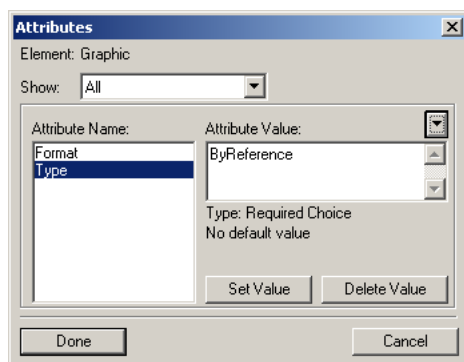 Attributes
Element: Graphic
Show: All
Attribute Name:
Format
Type
Attribute Value:
ByReference
Type: Required Choice
No default value
Set Value
Delete Value
Done
Cancel